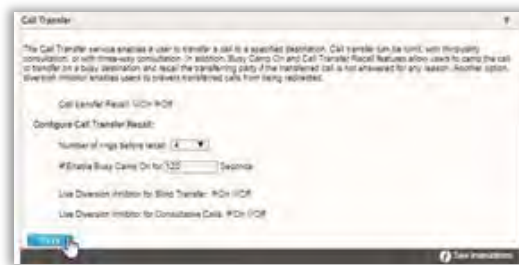 Call Transfer ?
The Call Transfer service enables a user to transfer a call to a specified destination. Call transfer can be blind, with third-party
consultation, or with three-way consultation. In addition, Busy Camp On and Call Transfer Recall features allow users to camp the call
to transfer on a busy destination and recall the transferring party if the transferred call is not answered for any reason. Another option,
diversion inhibitor enables users to prevent transferred calls from being redirected.
Call transfer Recall: On Off
Configure Call Transfer Recall:
Number of rings before recall: 4
Enable Busy Camp On for 120 Seconds
Use Diversion Inhibitor for Blind Transfer: On Off
Use Diversion Inhibitor for Consultative Calls: On Off